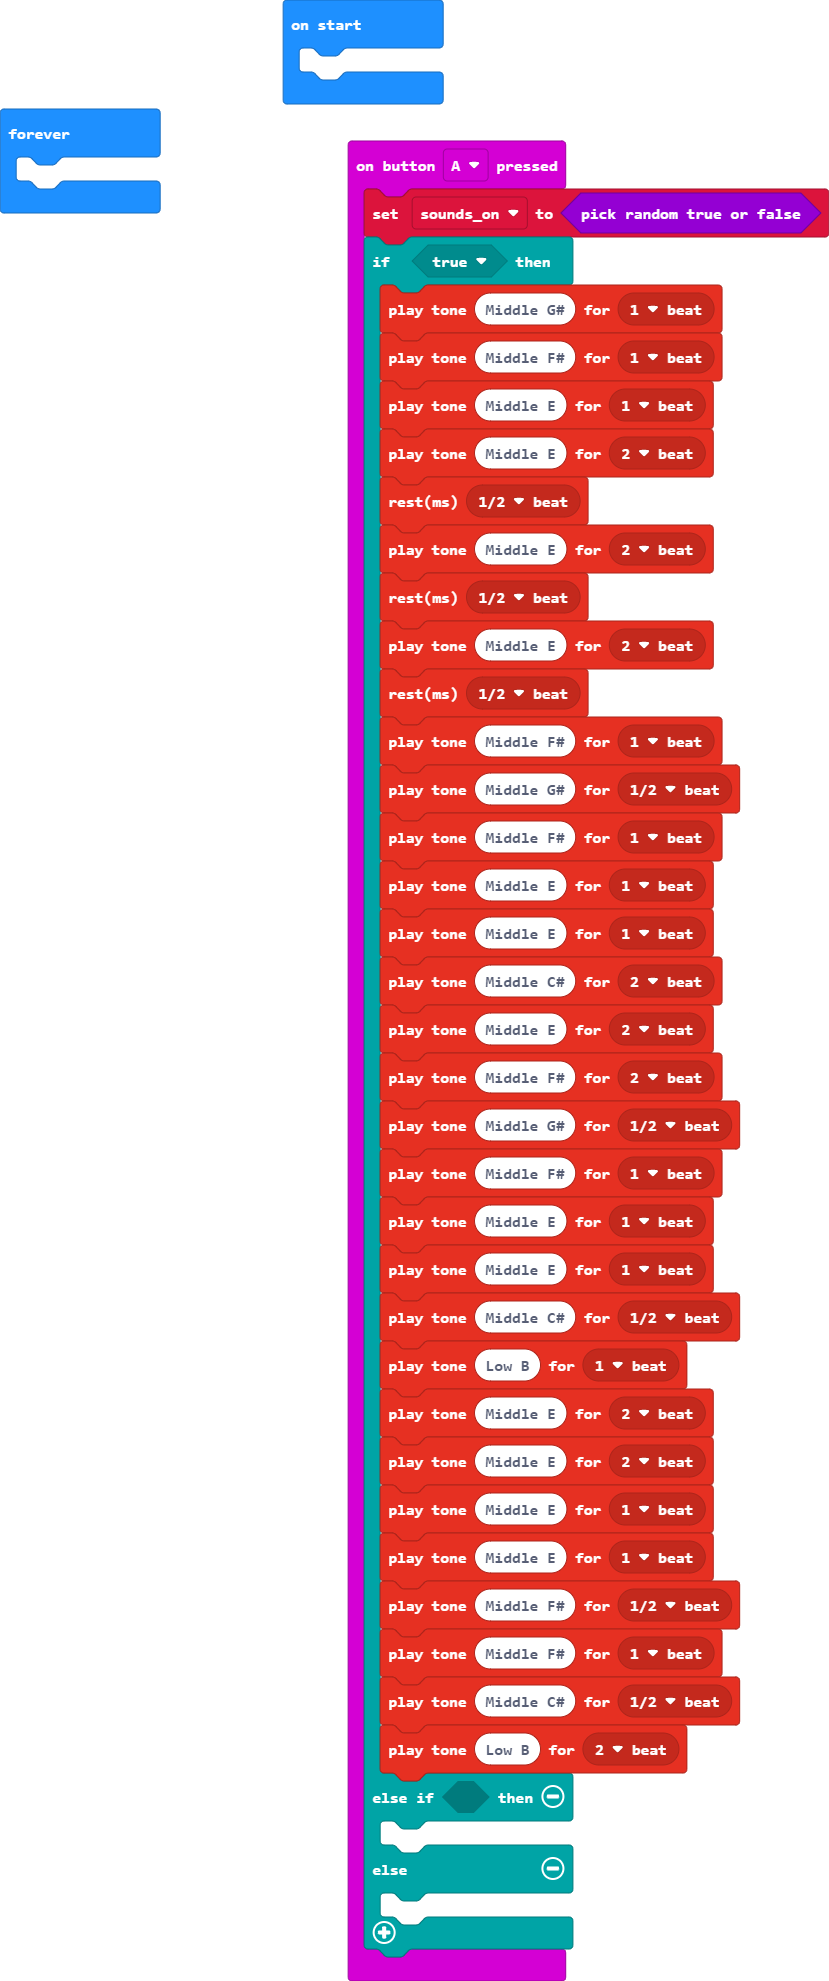 on start
forever
on button A pressed
set sounds_on to pick random true or false
if true then
play tone Middle G# for 1 beat
play tone Middle F# for 1 beat
play tone Middle E for 1 beat
play tone Middle E for 2 beat
rest(ms) 1/2 beat
play tone Middle E for 2 beat
rest(ms) 1/2 beat
play tone Middle E for 2 beat
rest(ms) 1/2 beat
play tone Middle F# for 1 beat
play tone Middle G# for 1/2 beat
play tone Middle F# for 1 beat
play tone Middle E for 1 beat
play tone Middle E for 1 beat
play tone Middle C# for 2 beat
play tone Middle E for 2 beat
play tone Middle F# for 2 beat
play tone Middle G# for 1/2 beat
play tone Middle F# for 1 beat
play tone Middle E for 1 beat
play tone Middle E for 1 beat
play tone Middle C# for 1/2 beat
play tone Low B for 1 beat
play tone Middle E for 2 beat
play tone Middle E for 2 beat
play tone Middle E for 1 beat
play tone Middle E for 1 beat
play tone Middle F# for 1/2 beat
play tone Middle F# for 1 beat
play tone Middle C# for 1/2 beat
play tone Low B for 2 beat
else if then
else